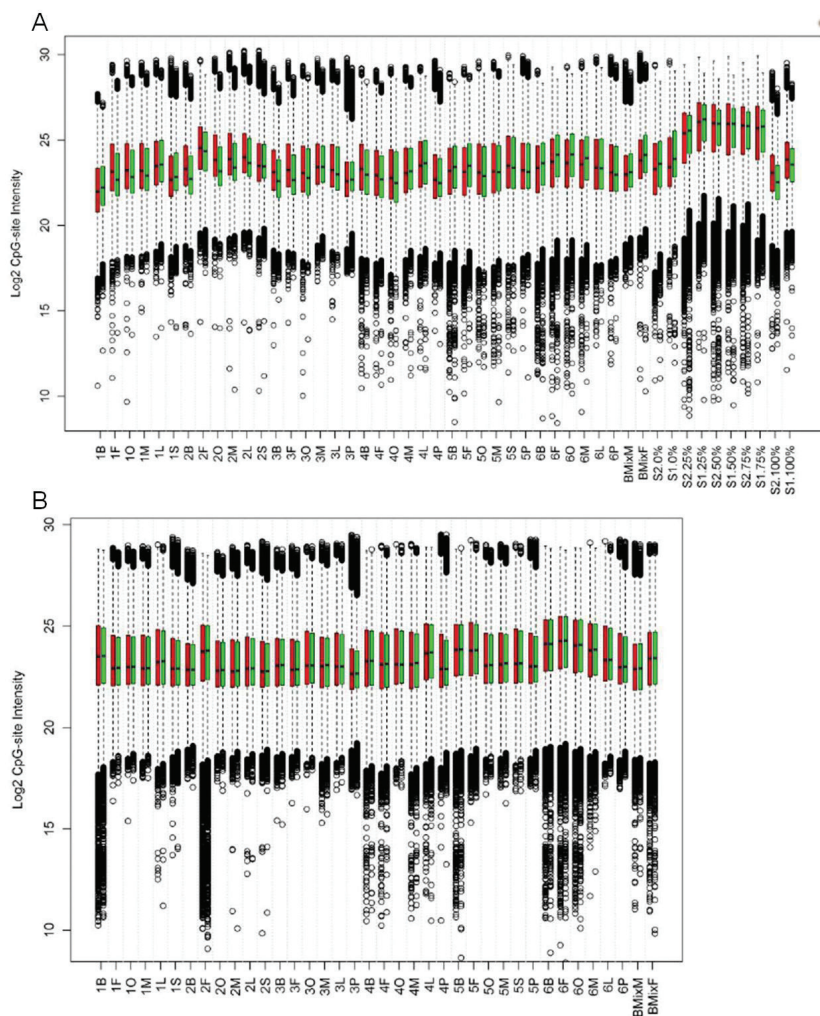 A
30
25
20
15
10
Log2 CpG-site Intensity
1B 1F 1O 1M 1L 1S 2B 2F 2O 2M 2L 2S 3B 3F 3O 3M 3L 3P 4B 4F 4O 4M 4L 4P 5B 5F 5O 5M 5S 5P 6B 6F 6O 6M 6L 6P BMixM BMixF S2.0% S1.0% S2.25% S1.25% S2.50% S1.50% S2.75% S1.75% S2.100% S1.100%
B
30
25
20
15
10
Log2 CpG-site Intensity
1B 1F 1O 1M 1L 1S 2B 2F 2O 2M 2L 2S 3B 3F 3O 3M 3L 3P 4B 4F 4O 4M 4L 4P 5B 5F 5O 5M 5S 5P 6B 6F 6O 6M 6L 6P BMixM BMixF